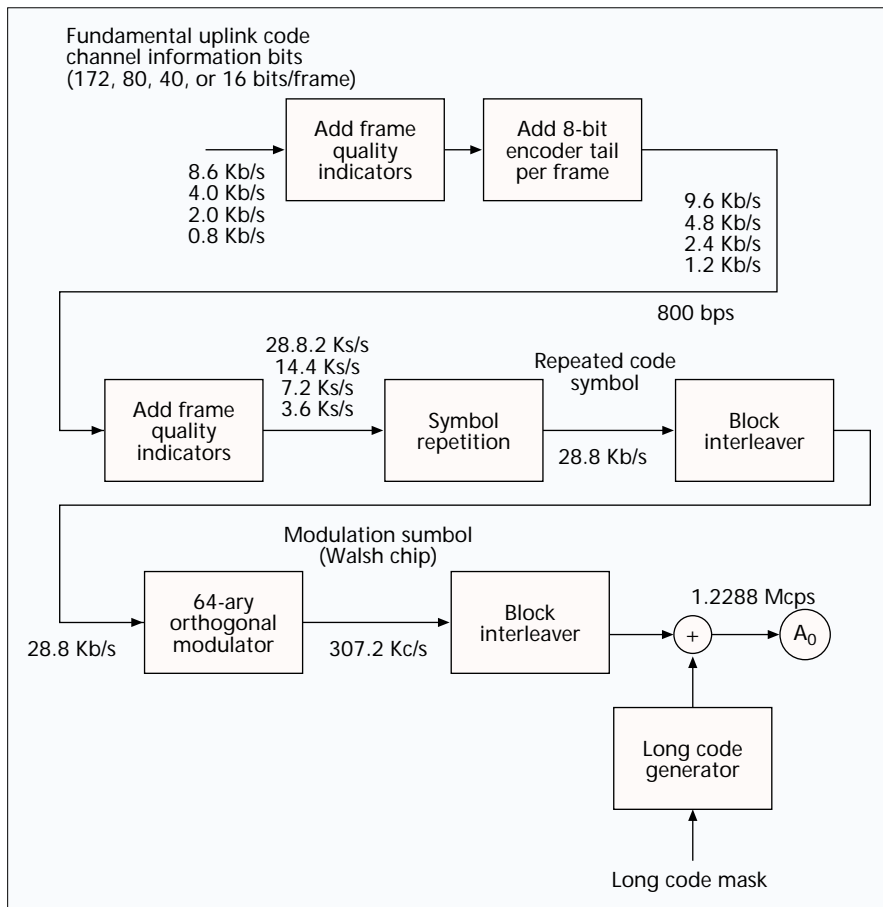 Fundamental uplink code
channel information bits
(172, 80, 40, or 16 bits/frame)
Add frame
quality
indicators
Add 8-bit
encoder tail
per frame
8.6 Kb/s
4.0 Kb/s
2.0 Kb/s
0.8 Kb/s
9.6 Kb/s
4.8 Kb/s
2.4 Kb/s
1.2 Kb/s
800 bps
28.8.2 Ks/s
14.4 Ks/s
7.2 Ks/s
3.6 Ks/s
Repeated code
symbol
Add frame
quality
indicators
Symbol
repetition
28.8 Kb/s
Block
interleaver
Modulation sumbol
(Walsh chip)
28.8 Kb/s
64-ary
orthogonal
modulator
307.2 Kc/s
Block
interleaver
+
1.2288 Mcps
A0
Long code
generator
Long code mask